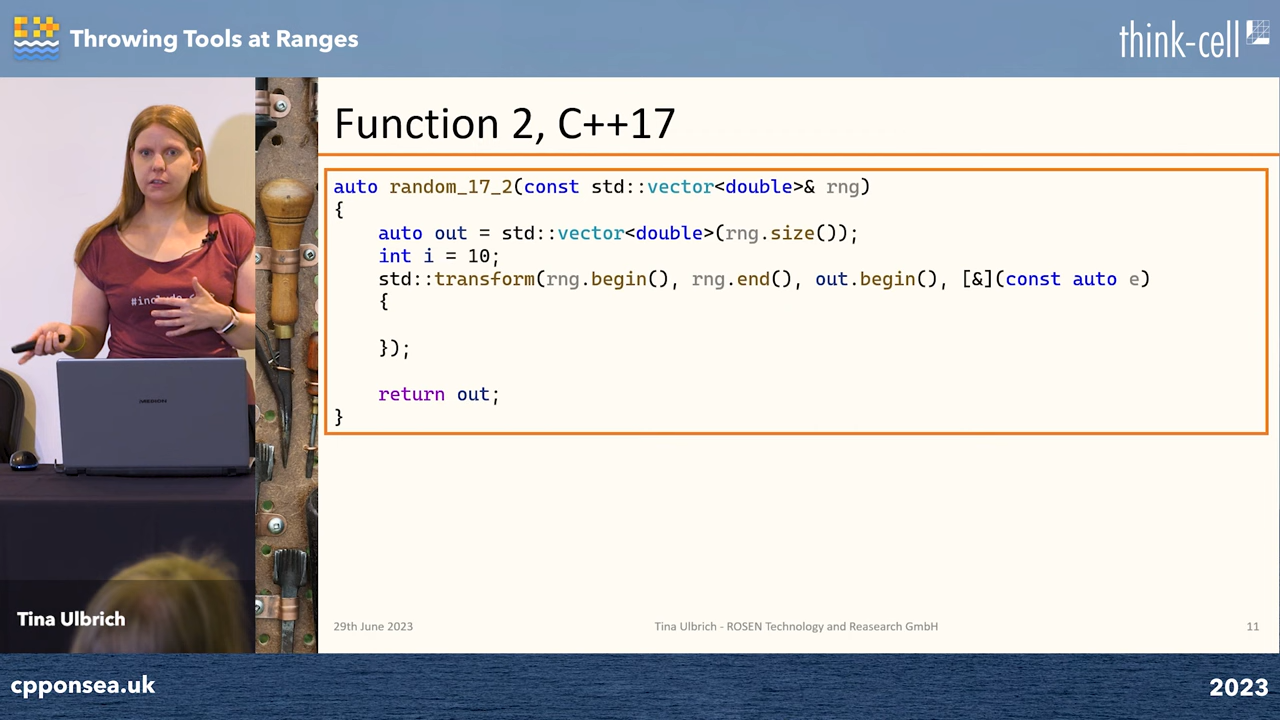 Throwing Tools at Ranges
think-cell
Function 2, C++17
auto random_17_2(const std::vector<double>& rng)
{
    auto out = std::vector<double>(rng.size());
    int i = 10;
    std::transform(rng.begin(), rng.end(), out.begin(), [&](const auto e)
    {
    });
    return out;
}
#include
MEDION
Tina Ulbrich
29th June 2023
Tina Ulbrich - ROSEN Technology and Reasearch GmbH
11
cpponsea.uk
2023